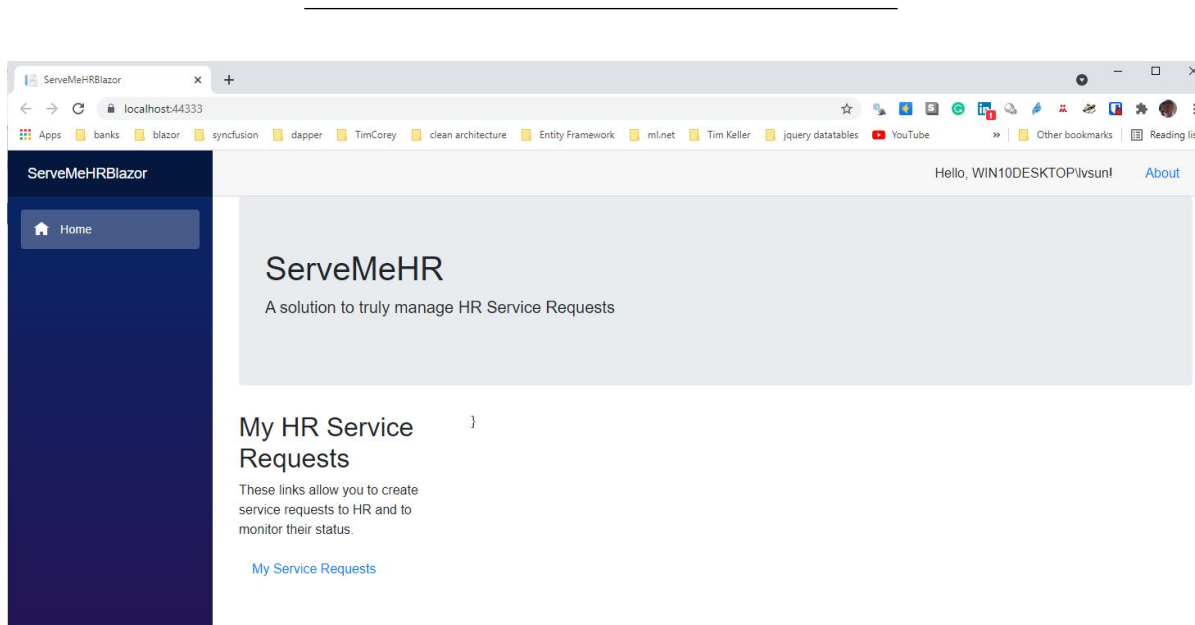 ServeMeHRBlazor
localhost:44333
Apps banks blazor syncfusion dapper TimCorey clean architecture Entity Framework ml.net Tim Keller jquery datatables YouTube » Other bookmarks Reading lis
ServeMeHRBlazor Hello, WIN10DESKTOP\lvsun! About
Home
ServeMeHR
A solution to truly manage HR Service Requests
My HR Service
Requests
}
These links allow you to create
service requests to HR and to
monitor their status.
My Service Requests